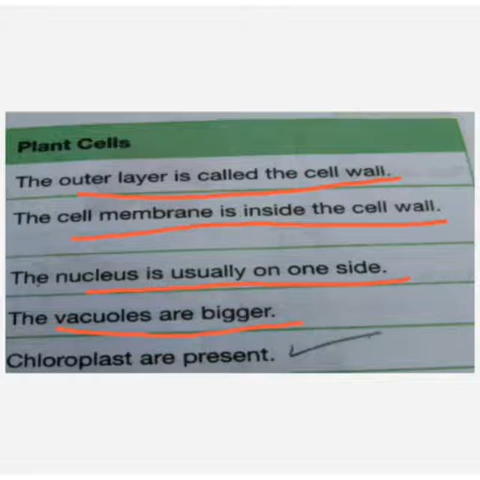 Plant Cells
The outer layer is called the cell wall.
The cell membrane is inside the cell wall.
The nucleus is usually on one side.
The vacuoles are bigger.
Chloroplast are present.